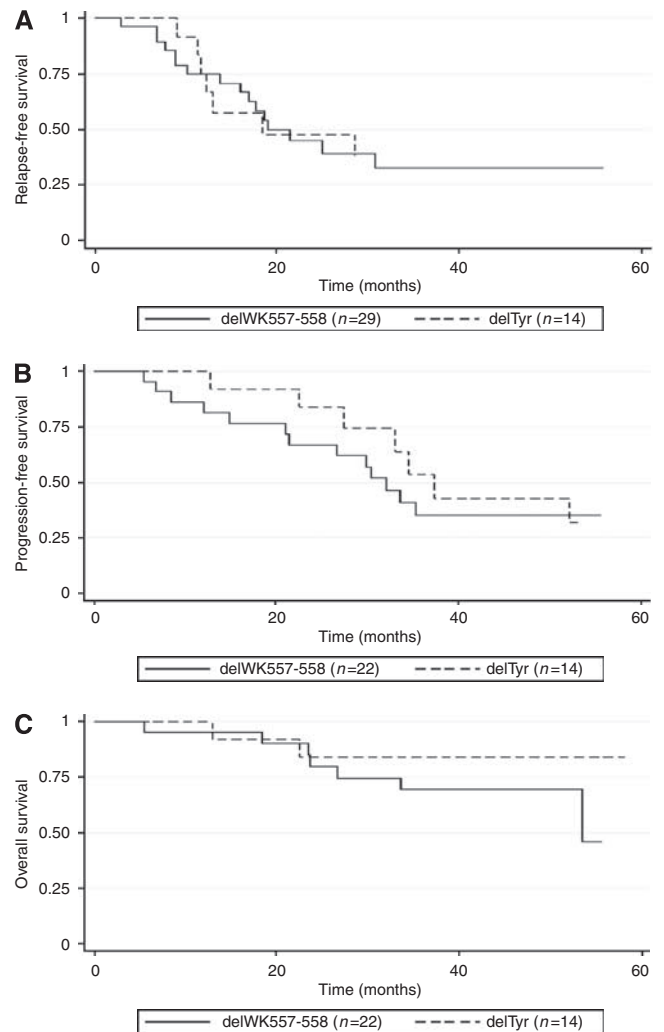 A
1
0.75
0.50
0.25
0
Relapse-free survival
0 20 40 60
Time (months)
delWK557-558 (n=29) delTyr (n=14)
B
1
0.75
0.50
0.25
0
Progression-free survival
0 20 40 60
Time (months)
delWK557-558 (n=22) delTyr (n=14)
C
1
0.75
0.50
0.25
0
Overall survival
0 20 40 60
Time (months)
delWK557-558 (n=22) delTyr (n=14)